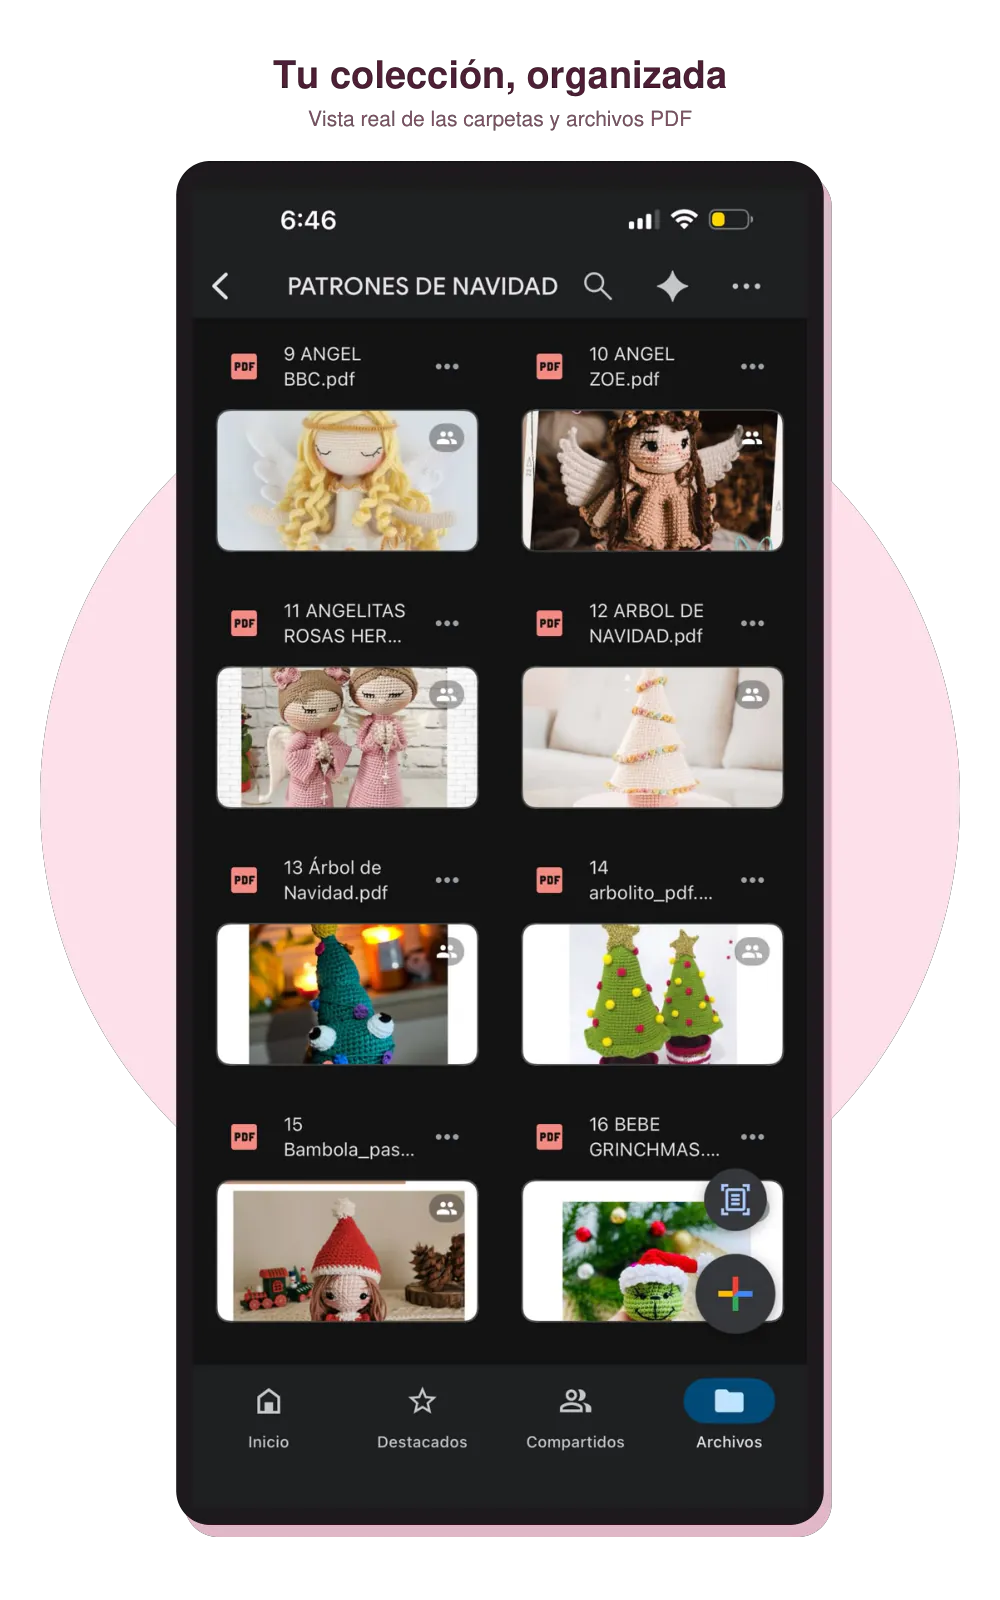 Tu colección, organizada
Vista real de las carpetas y archivos PDF
6:46
PATRONES DE NAVIDAD
PDF
9 ANGEL
BBC.pdf
PDF
10 ANGEL
ZOE.pdf
PDF
11 ANGELITAS
ROSAS HER...
PDF
12 ARBOL DE
NAVIDAD.pdf
PDF
13 Árbol de
Navidad.pdf
PDF
14
arbolito_pdf....
PDF
15
Bambola_pas...
PDF
16 BEBE
GRINCHMAS....
Inicio
Destacados
Compartidos
Archivos